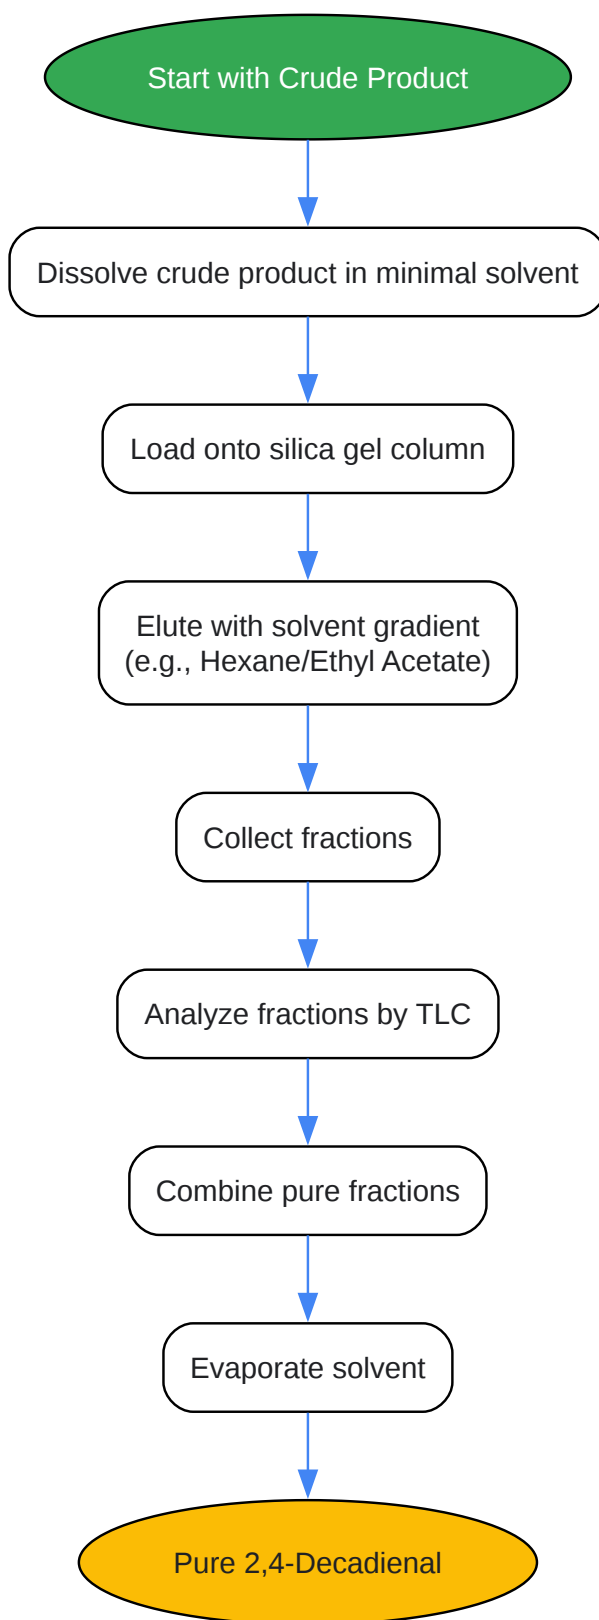 Start with Crude Product
Dissolve crude product in minimal solvent
Load onto silica gel column
Elute with solvent gradient
(e.g., Hexane/Ethyl Acetate)
Collect fractions
Analyze fractions by TLC
Combine pure fractions
Evaporate solvent
Pure 2,4-Decadienal